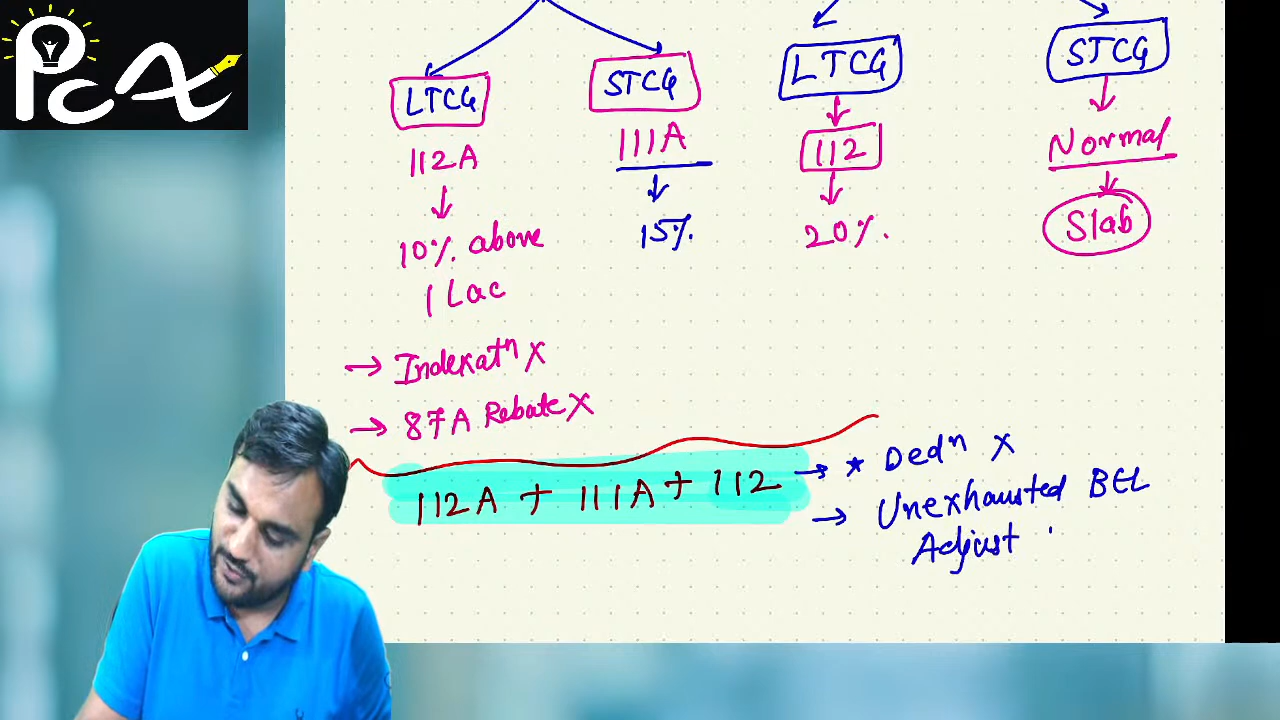 PCA
LTCG
STCG
LTCG
STCG
112A
111A
112
Normal
10% above
1 Lac
15%
20%.
Slab
→ Indexatⁿ X
→ 87A Rebate X
112A + 111A + 112
→ * Dedⁿ X
→ Unexhausted BEL
Adjust